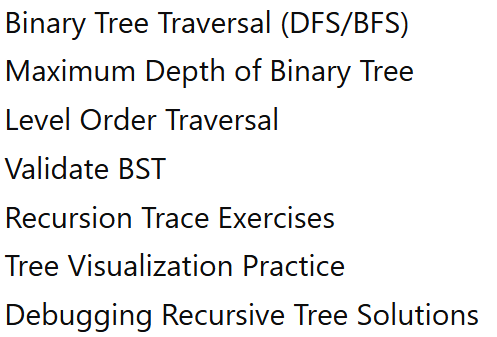 Binary Tree Traversal (DFS/BFS)
Maximum Depth of Binary Tree
Level Order Traversal
Validate BST
Recursion Trace Exercises
Tree Visualization Practice
Debugging Recursive Tree Solutions